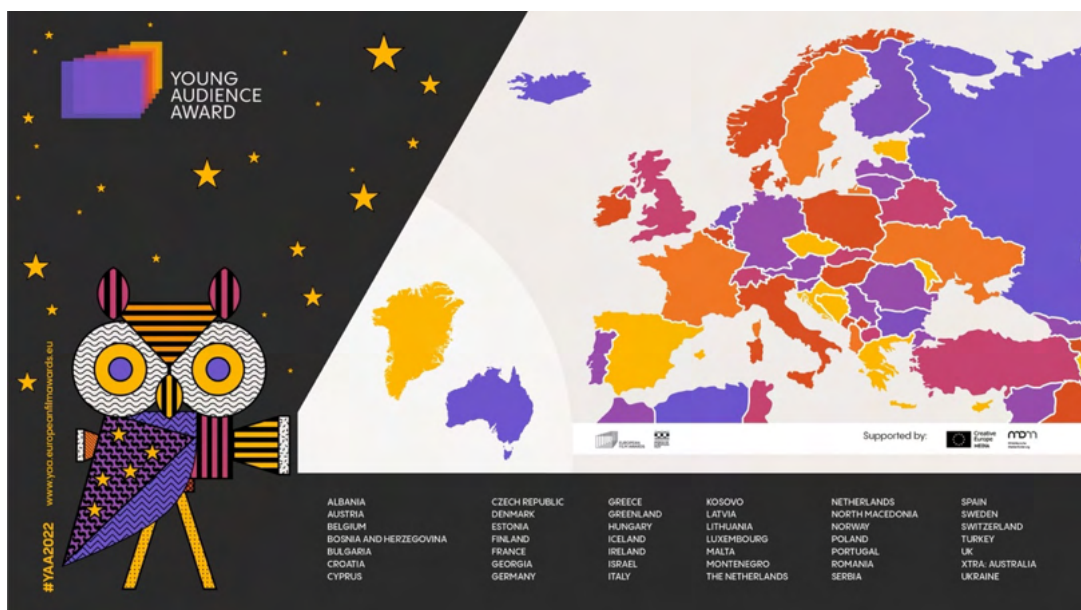 YOUNG
AUDIENCE
AWARD
#YAA2022 www.yaa.europeanfilmawards.eu
EUROPEAN
FILM AWARDS
Supported by:
Creative
Europe
MEDIA
ALBANIA
AUSTRIA
BELGIUM
BOSNIA AND HERZEGOVINA
BULGARIA
CROATIA
CYPRUS
CZECH REPUBLIC
DENMARK
ESTONIA
FINLAND
FRANCE
GEORGIA
GERMANY
GREECE
GREENLAND
HUNGARY
ICELAND
IRELAND
ISRAEL
ITALY
KOSOVO
LATVIA
LITHUANIA
LUXEMBOURG
MALTA
MONTENEGRO
THE NETHERLANDS
NETHERLANDS
NORTH MACEDONIA
NORWAY
POLAND
PORTUGAL
ROMANIA
SERBIA
SPAIN
SWEDEN
SWITZERLAND
TURKEY
UK
XTRA: AUSTRALIA
UKRAINE